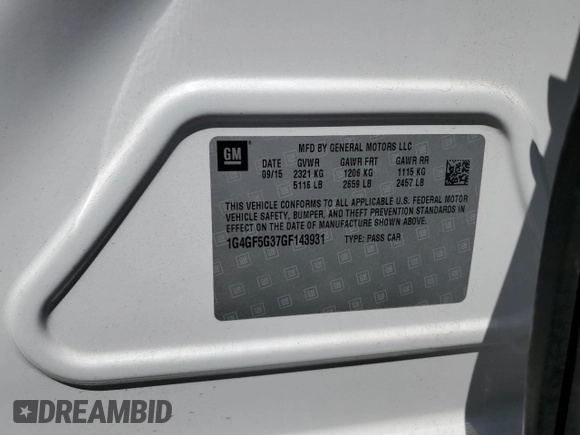 GM
MFD BY GENERAL MOTORS LLC
DATE GVWR GAWR FRT GAWR RR
09/15 2321 KG 1206 KG 1115 KG
5116 LB 2659 LB 2457 LB
THIS VEHICLE CONFORMS TO ALL APPLICABLE U.S. FEDERAL MOTOR
VEHICLE SAFETY, BUMPER, AND THEFT PREVENTION STANDARDS IN
EFFECT ON THE DATE OF MANUFACTURE SHOWN ABOVE.
1G4GF5G37GF143931 TYPE: PASS CAR
DREAMBID